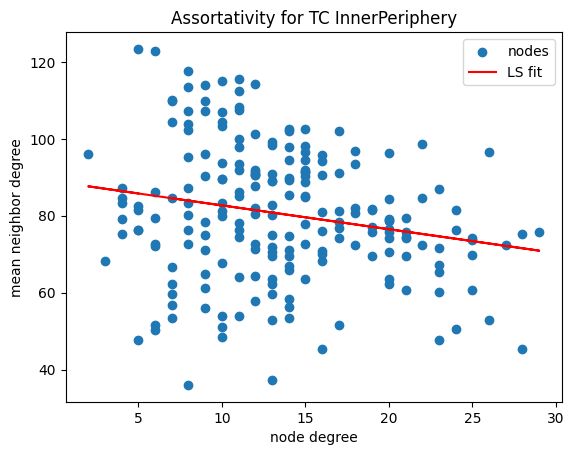 Assortativity for TC InnerPeriphery
nodes
LS fit
mean neighbor degree
120
100
80
60
40
5 10 15 20 25 30
node degree